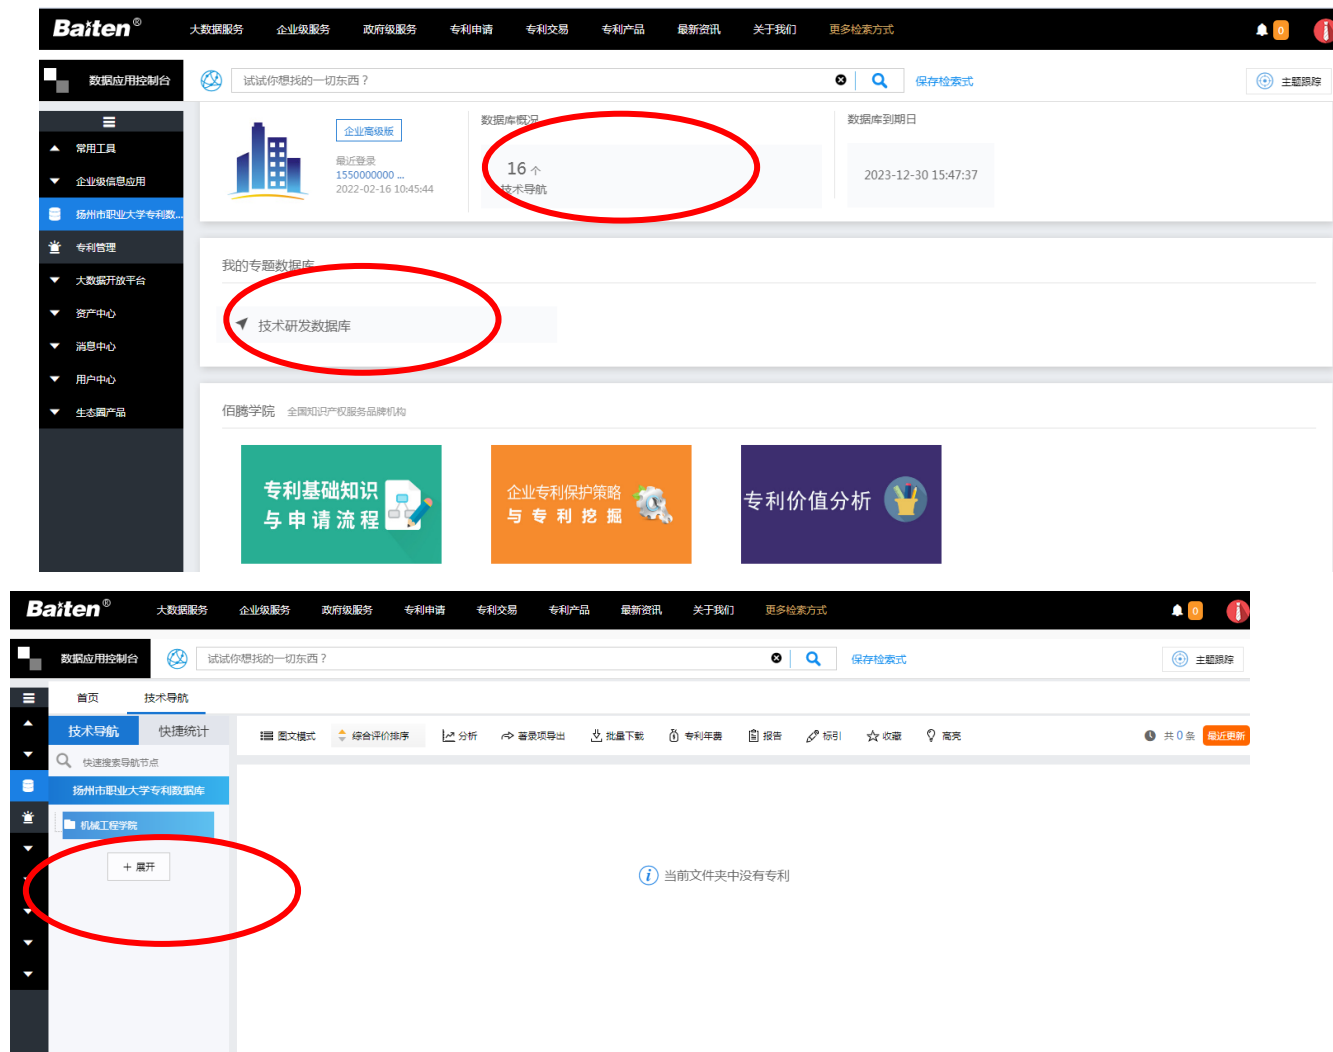 Baiten®
大数据服务 企业级服务 政府级服务 专利申请 专利交易 专利产品 最新资讯 关于我们 更多检索方式 0
数据应用控制台 试试你想找的一切东西？ 保存检索式 主题跟踪
常用工具
企业级信息应用
扬州市职业大学专利数...
专利管理
大数据开放平台
资产中心
消息中心
用户中心
生态圈产品
企业高级版
最近登录
1550000000 ...
2022-02-16 10:45:44
数据库概况
16 个
技术导航
数据库到期日
2023-12-30 15:47:37
我的专题数据库
技术研发数据库
佰腾学院 全国知识产权服务品牌机构
专利基础知识
与申请流程
企业专利保护策略
与专利挖掘
专利价值分析
Baiten®
大数据服务 企业级服务 政府级服务 专利申请 专利交易 专利产品 最新资讯 关于我们 更多检索方式 0
数据应用控制台 试试你想找的一切东西？ 保存检索式 主题跟踪
首页 技术导航
技术导航 快捷统计
图文模式 综合评价排序 分析 著录项导出 批量下载 专利年费 报告 标引 收藏 高亮 共 0 条 最近更新
快速搜索导航节点
扬州市职业大学专利数据库
机械工程学院
+ 展开
当前文件夹中没有专利